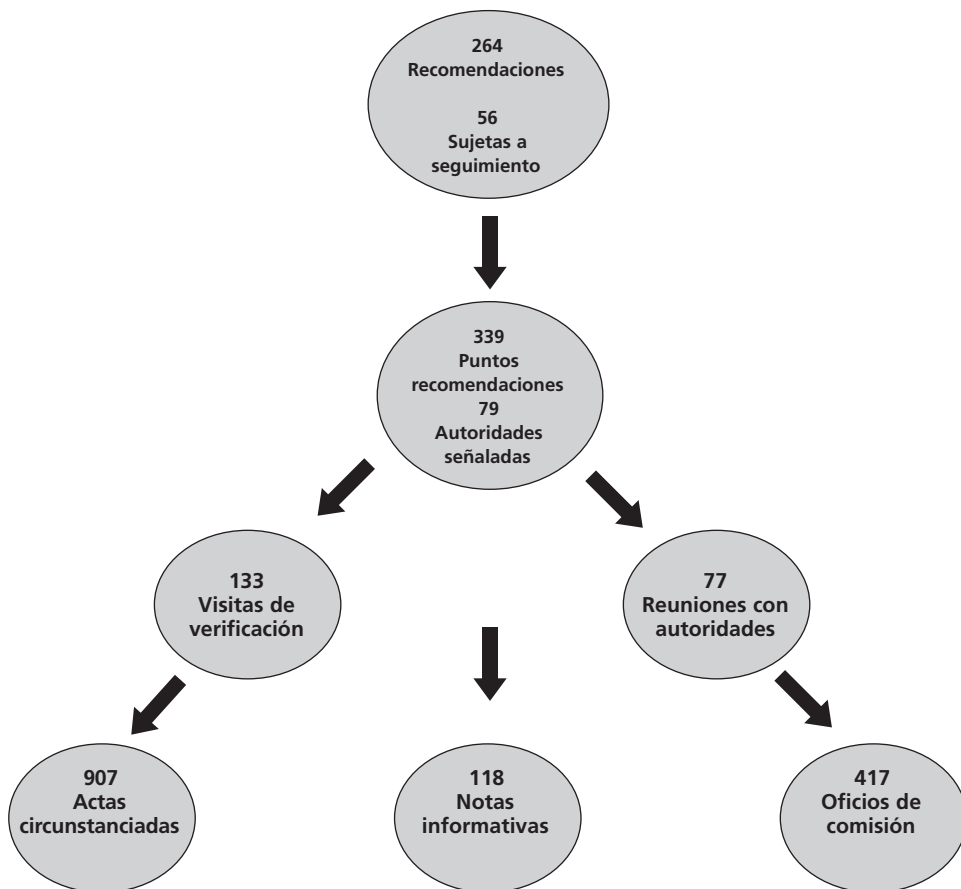 264
Recomendaciones
56
Sujetas a
seguimiento
339
Puntos
recomendaciones
79
Autoridades
señaladas
133
Visitas de
verificación
77
Reuniones con
autoridades
907
Actas
circunstanciadas
118
Notas
informativas
417
Oficios de
comisión